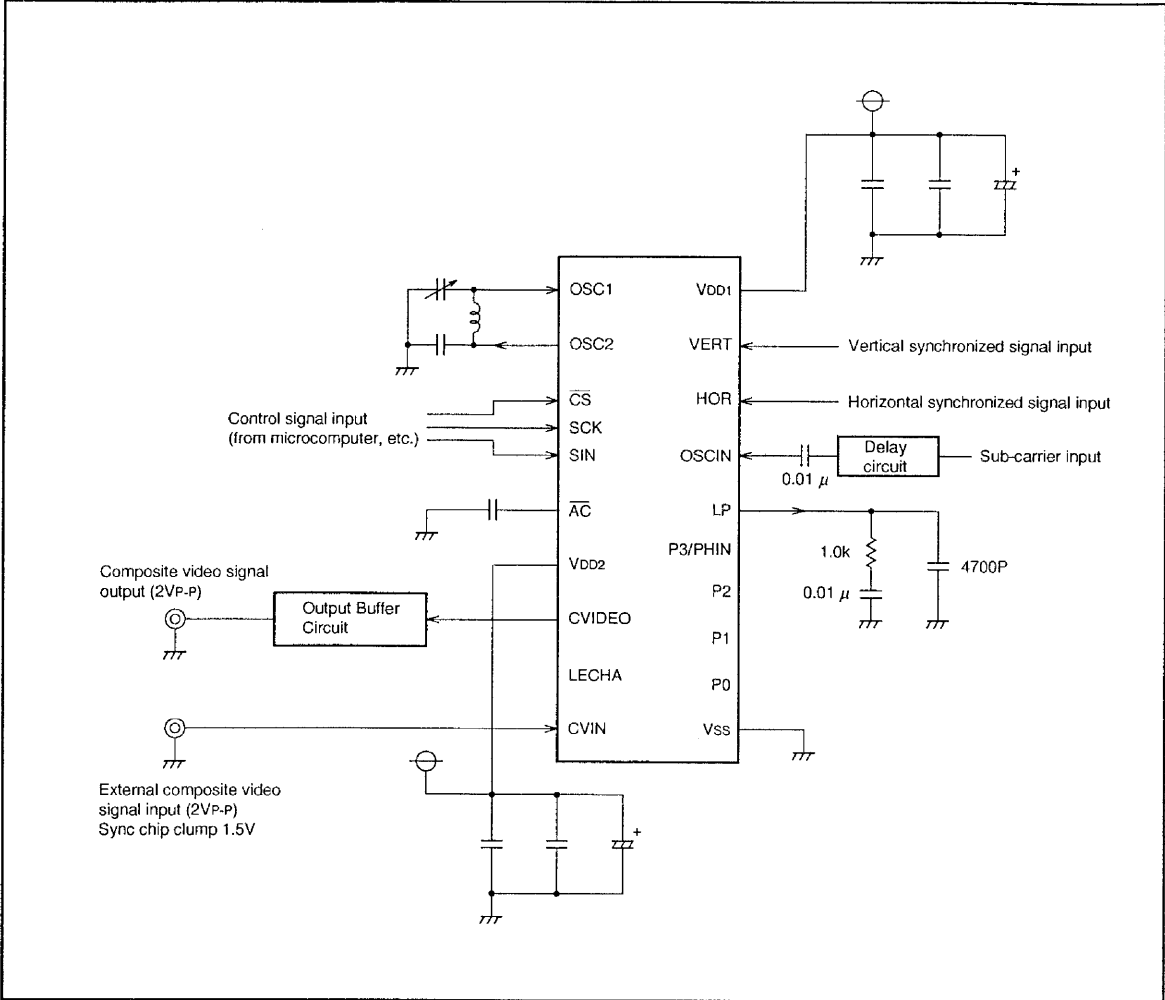 +
OSC1
VDD1
OSC2
VERT
Vertical synchronized signal input
CS
HOR
Horizontal synchronized signal input
Control signal input
(from microcomputer, etc.)
SCK
SIN
OSCIN
0.01 μ
Delay
circuit
Sub-carrier input
AC
LP
P3/PHIN
1.0k
4700P
0.01 μ
VDD2
P2
Composite video signal
output (2VP-P)
Output Buffer
Circuit
CVIDEO
P1
LECHA
P0
CVIN
VSS
External composite video
signal input (2VP-P)
Sync chip clump 1.5V
+